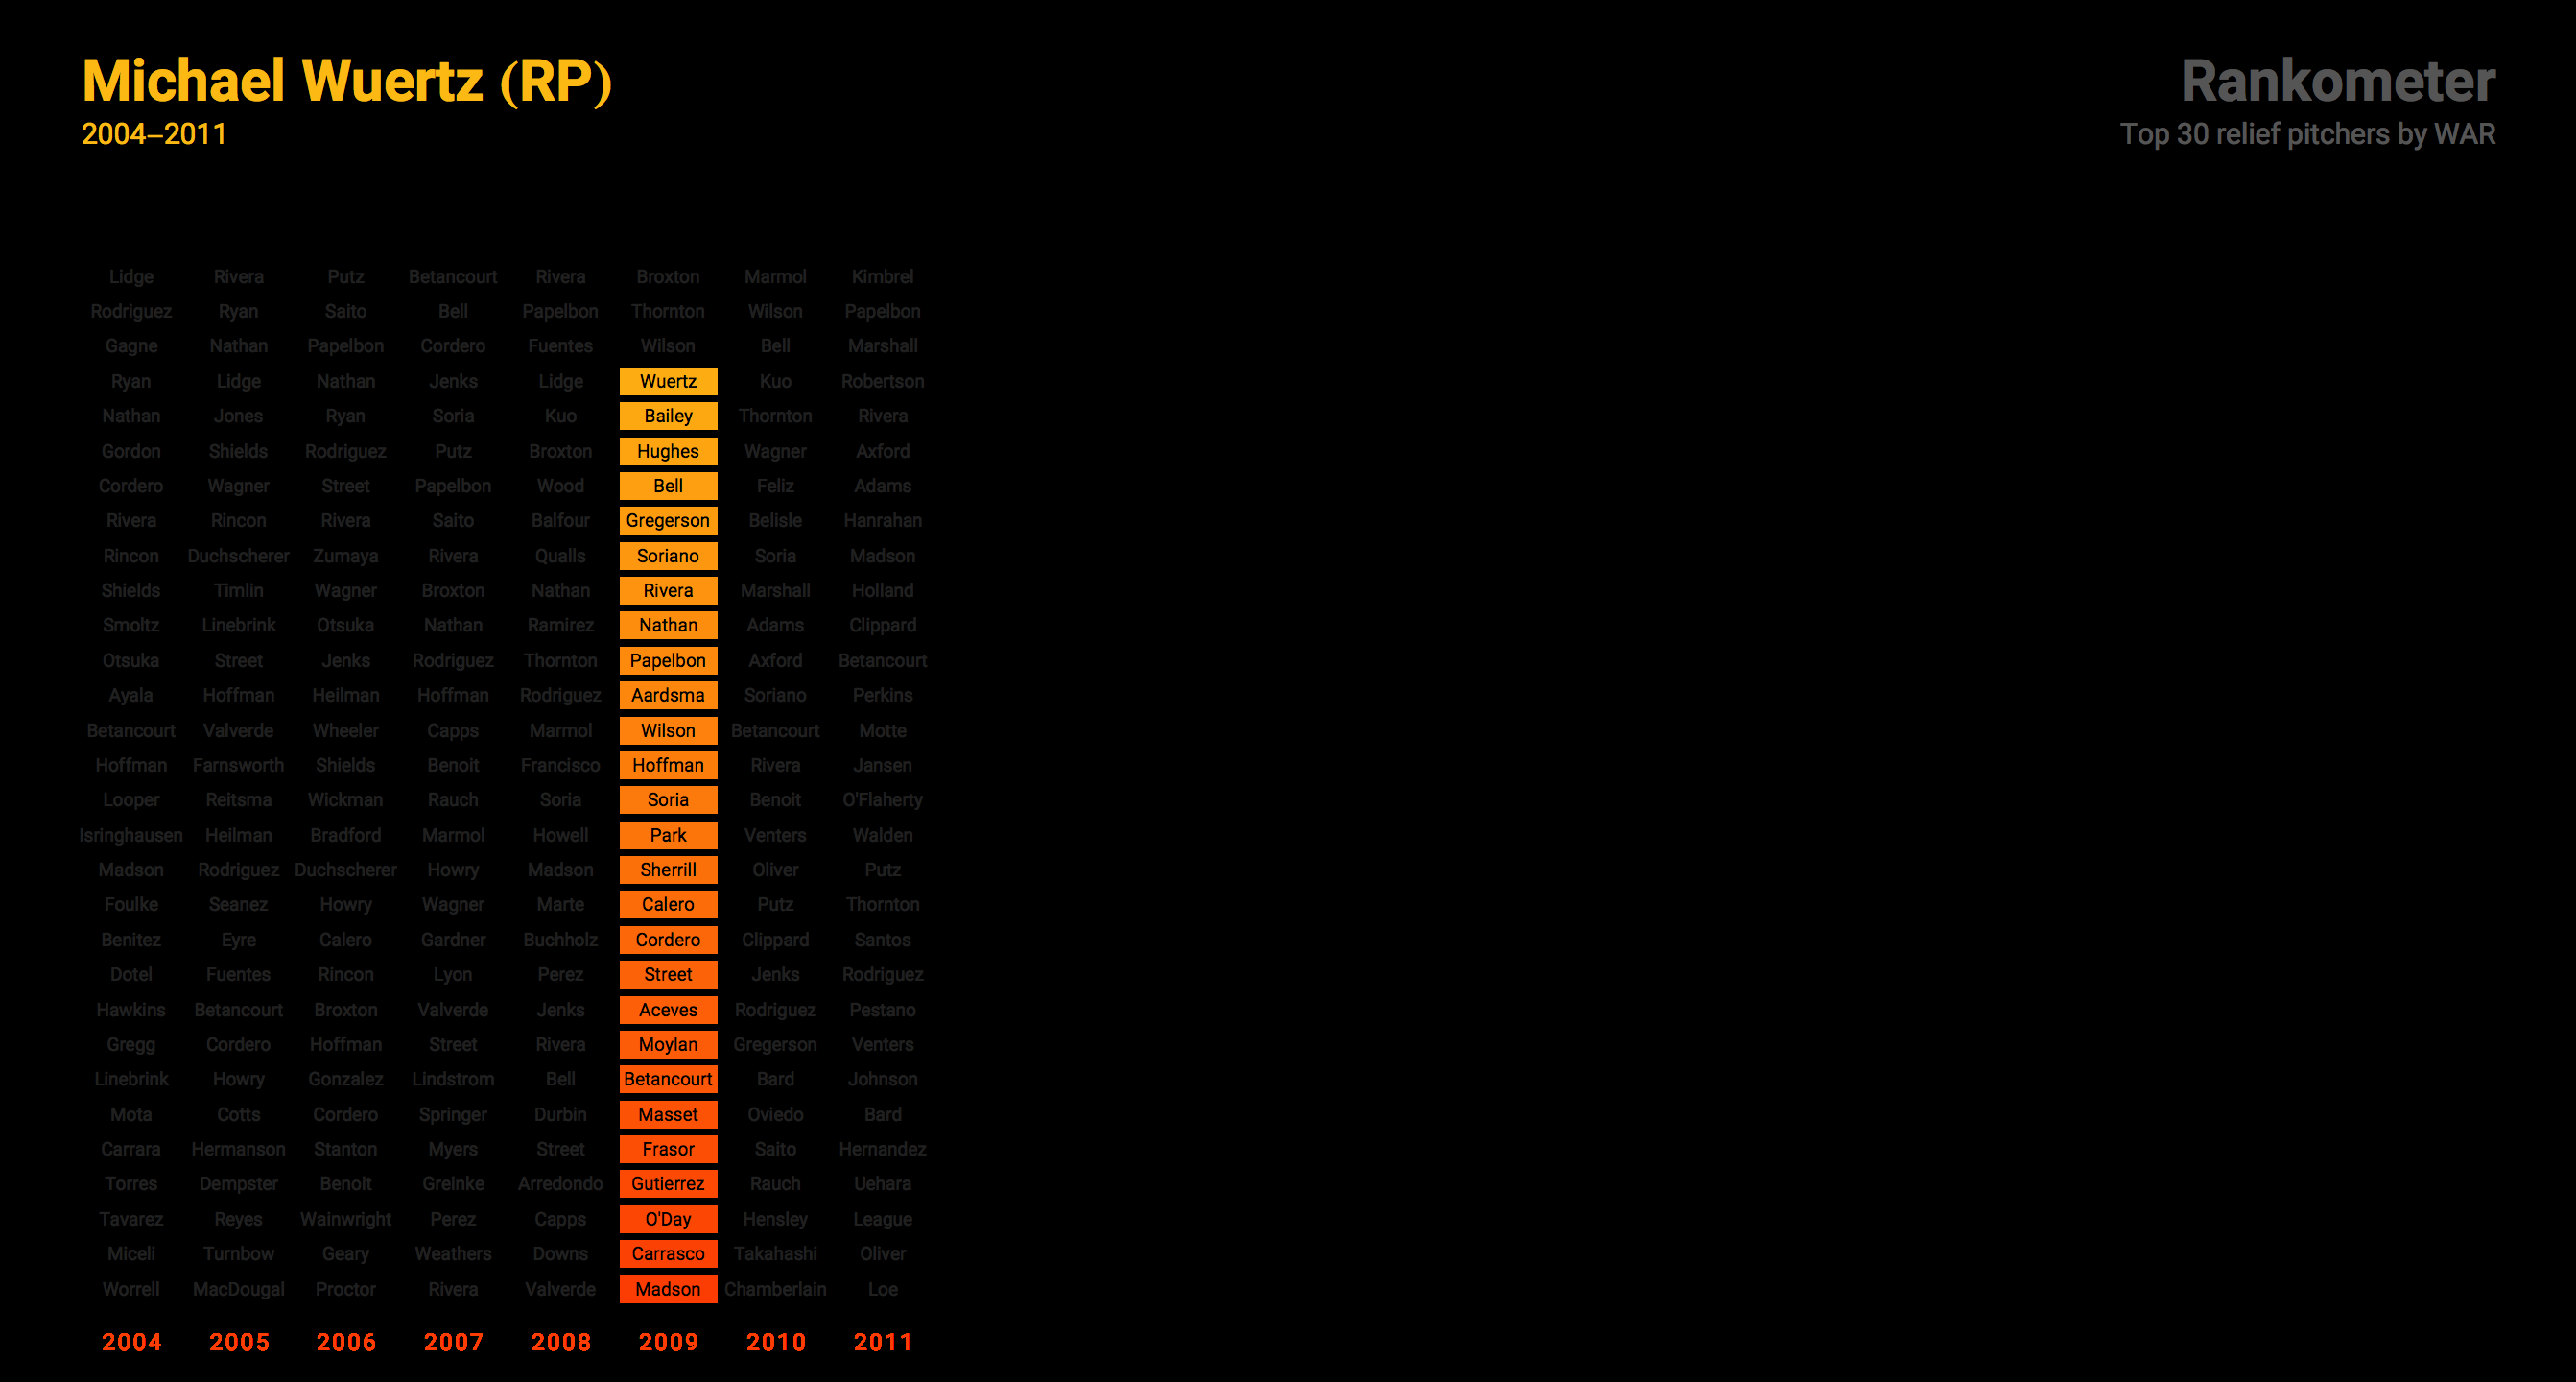 Michael Wuertz (RP)
2004–2011
Rankometer
Top 30 relief pitchers by WAR
Lidge Rivera Putz Betancourt Rivera Broxton Marmol Kimbrel
Rodriguez Ryan Saito Bell Papelbon Thornton Wilson Papelbon
Gagne Nathan Papelbon Cordero Fuentes Wilson Bell Marshall
Ryan Lidge Nathan Jenks Lidge Wuertz Kuo Robertson
Nathan Jones Ryan Soria Kuo Bailey Thornton Rivera
Gordon Shields Rodriguez Putz Broxton Hughes Wagner Axford
Cordero Wagner Street Papelbon Wood Bell Feliz Adams
Rivera Rincon Rivera Saito Balfour Gregerson Belisle Hanrahan
Rincon Duchscherer Zumaya Rivera Qualls Soriano Soria Madson
Shields Timlin Wagner Broxton Nathan Rivera Marshall Holland
Smoltz Linebrink Otsuka Nathan Ramirez Nathan Adams Clippard
Otsuka Street Jenks Rodriguez Thornton Papelbon Axford Betancourt
Ayala Hoffman Heilman Hoffman Rodriguez Aardsma Soriano Perkins
Betancourt Valverde Wheeler Capps Marmol Wilson Betancourt Motte
Hoffman Farnsworth Shields Benoit Francisco Hoffman Rivera Jansen
Looper Reitsma Wickman Rauch Soria Soria Benoit O'Flaherty
Isringhausen Heilman Bradford Marmol Howell Park Venters Walden
Madson Rodriguez Duchscherer Howry Madson Sherrill Oliver Putz
Foulke Seanez Howry Wagner Marte Calero Putz Thornton
Benitez Eyre Calero Gardner Buchholz Cordero Clippard Santos
Dotel Fuentes Rincon Lyon Perez Street Jenks Rodriguez
Hawkins Betancourt Broxton Valverde Jenks Aceves Rodriguez Pestano
Gregg Cordero Hoffman Street Rivera Moylan Gregerson Venters
Linebrink Howry Gonzalez Lindstrom Bell Betancourt Bard Johnson
Mota Cotts Cordero Springer Durbin Masset Oviedo Bard
Carrara Hermanson Stanton Myers Street Frasor Saito Hernandez
Torres Dempster Benoit Greinke Arredondo Gutierrez Rauch Uehara
Tavarez Reyes Wainwright Perez Capps O'Day Hensley League
Miceli Turnbow Geary Weathers Downs Carrasco Takahashi Oliver
Worrell MacDougal Proctor Rivera Valverde Madson Chamberlain Loe
2004 2005 2006 2007 2008 2009 2010 2011